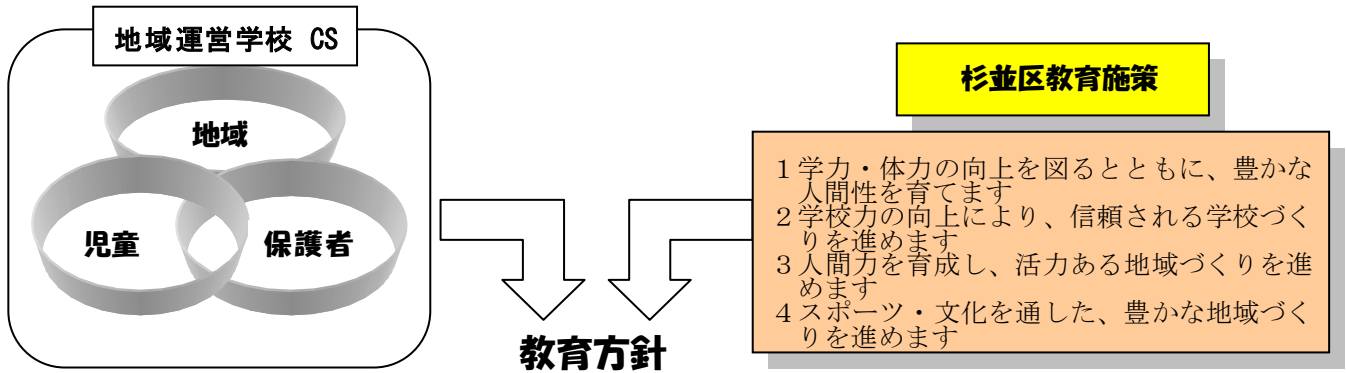 地域運営学校 CS
地域
児童
保護者
杉並区教育施策
１学力・体力の向上を図るとともに、豊かな
人間性を育てます
２学校力の向上により、信頼される学校づく
りを進めます
３人間力を育成し、活力ある地域づくりを進
めます
４スポーツ・文化を通した、豊かな地域づく
りを進めます
教育方針